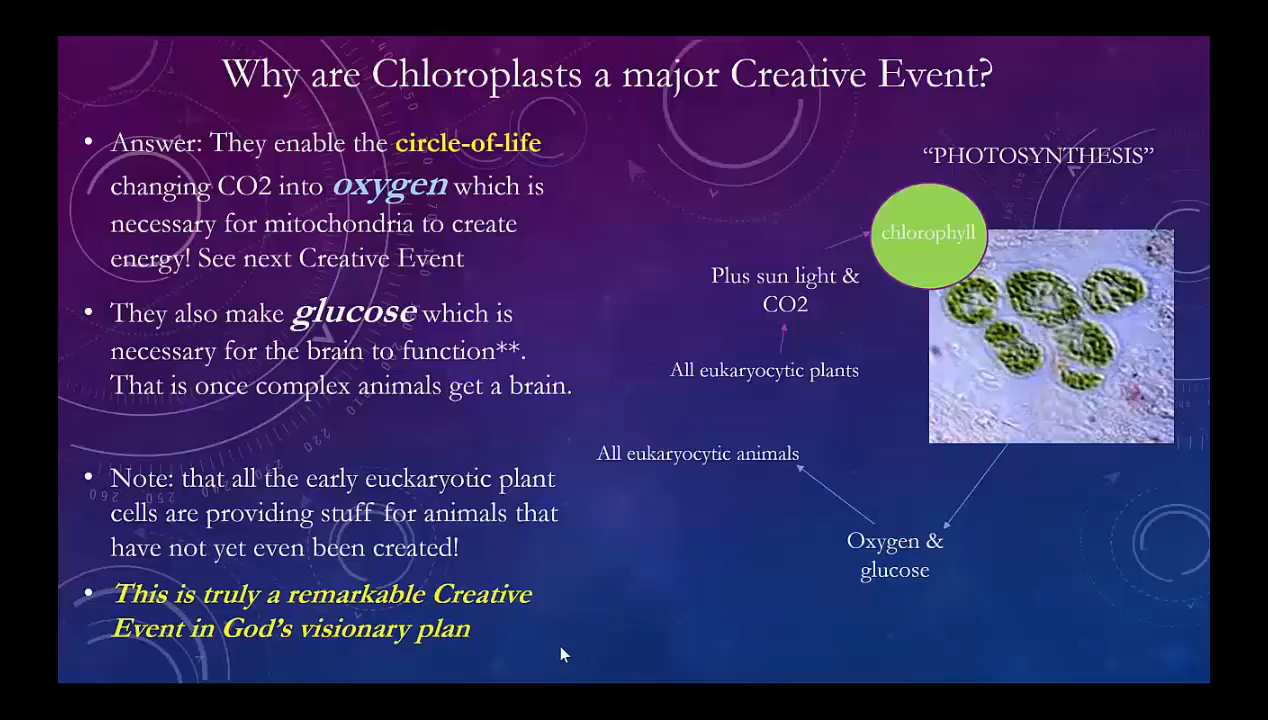 Why are Chloroplasts a major Creative Event?
• Answer: They enable the circle-of-life
changing CO2 into oxygen which is
necessary for mitochondria to create
energy! See next Creative Event
• They also make glucose which is
necessary for the brain to function**.
That is once complex animals get a brain.
• Note: that all the early euckaryotic plant
cells are providing stuff for animals that
have not yet even been created!
• This is truly a remarkable Creative
Event in God's visionary plan
“PHOTOSYNTHESIS”
chlorophyll
Plus sun light &
CO2
All eukaryocytic plants
All eukaryocytic animals
Oxygen &
glucose